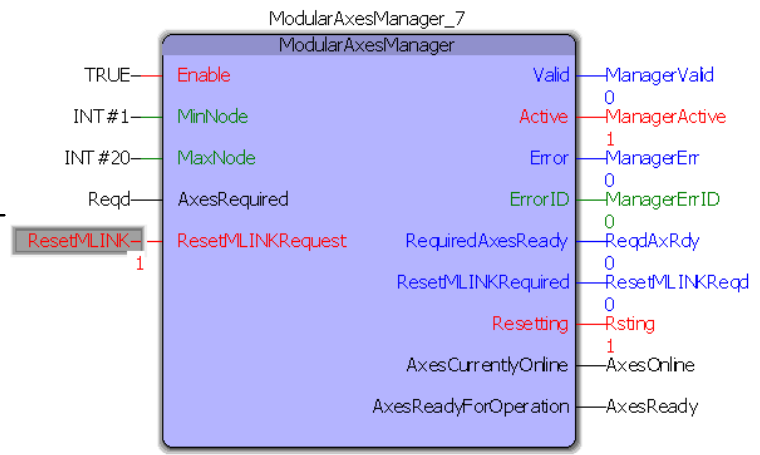 ModularAxesManager_7
ModularAxesManager
TRUE Enable Valid ManagerValid
0
INT#1 MinNode Active ManagerActive
1
INT#20 MaxNode Error ManagerErr
0
Reqd AxesRequired ErrorID ManagerErrID
0
ResetMLINK ResetMLINKRequest RequiredAxesReady ReqdAxRdy
1 0
ResetMLINKRequired ResetMLINKReqd
0
Resetting Rsting
1
AxesCurrentlyOnline AxesOnline
AxesReadyForOperation AxesReady